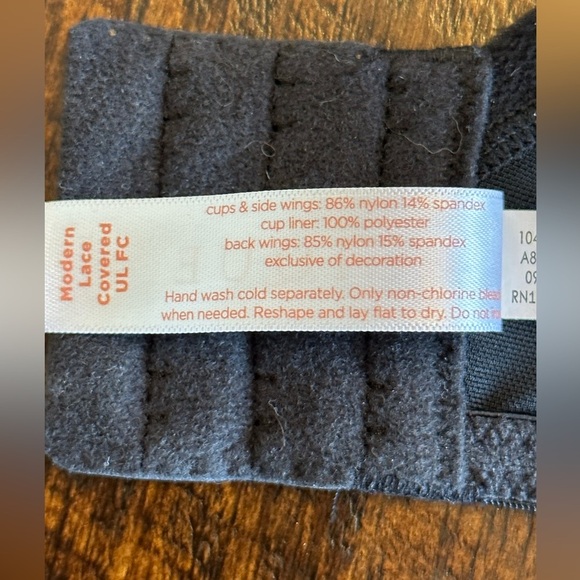 Modern
Lace
Covered
UL FC
cups & side wings: 86% nylon 14% spandex
cup liner: 100% polyester
back wings: 85% nylon 15% spandex
exclusive of decoration
Hand wash cold separately. Only non-chlorine blea
when needed. Reshape and lay flat to dry. Do not
104
A8
09
RN1